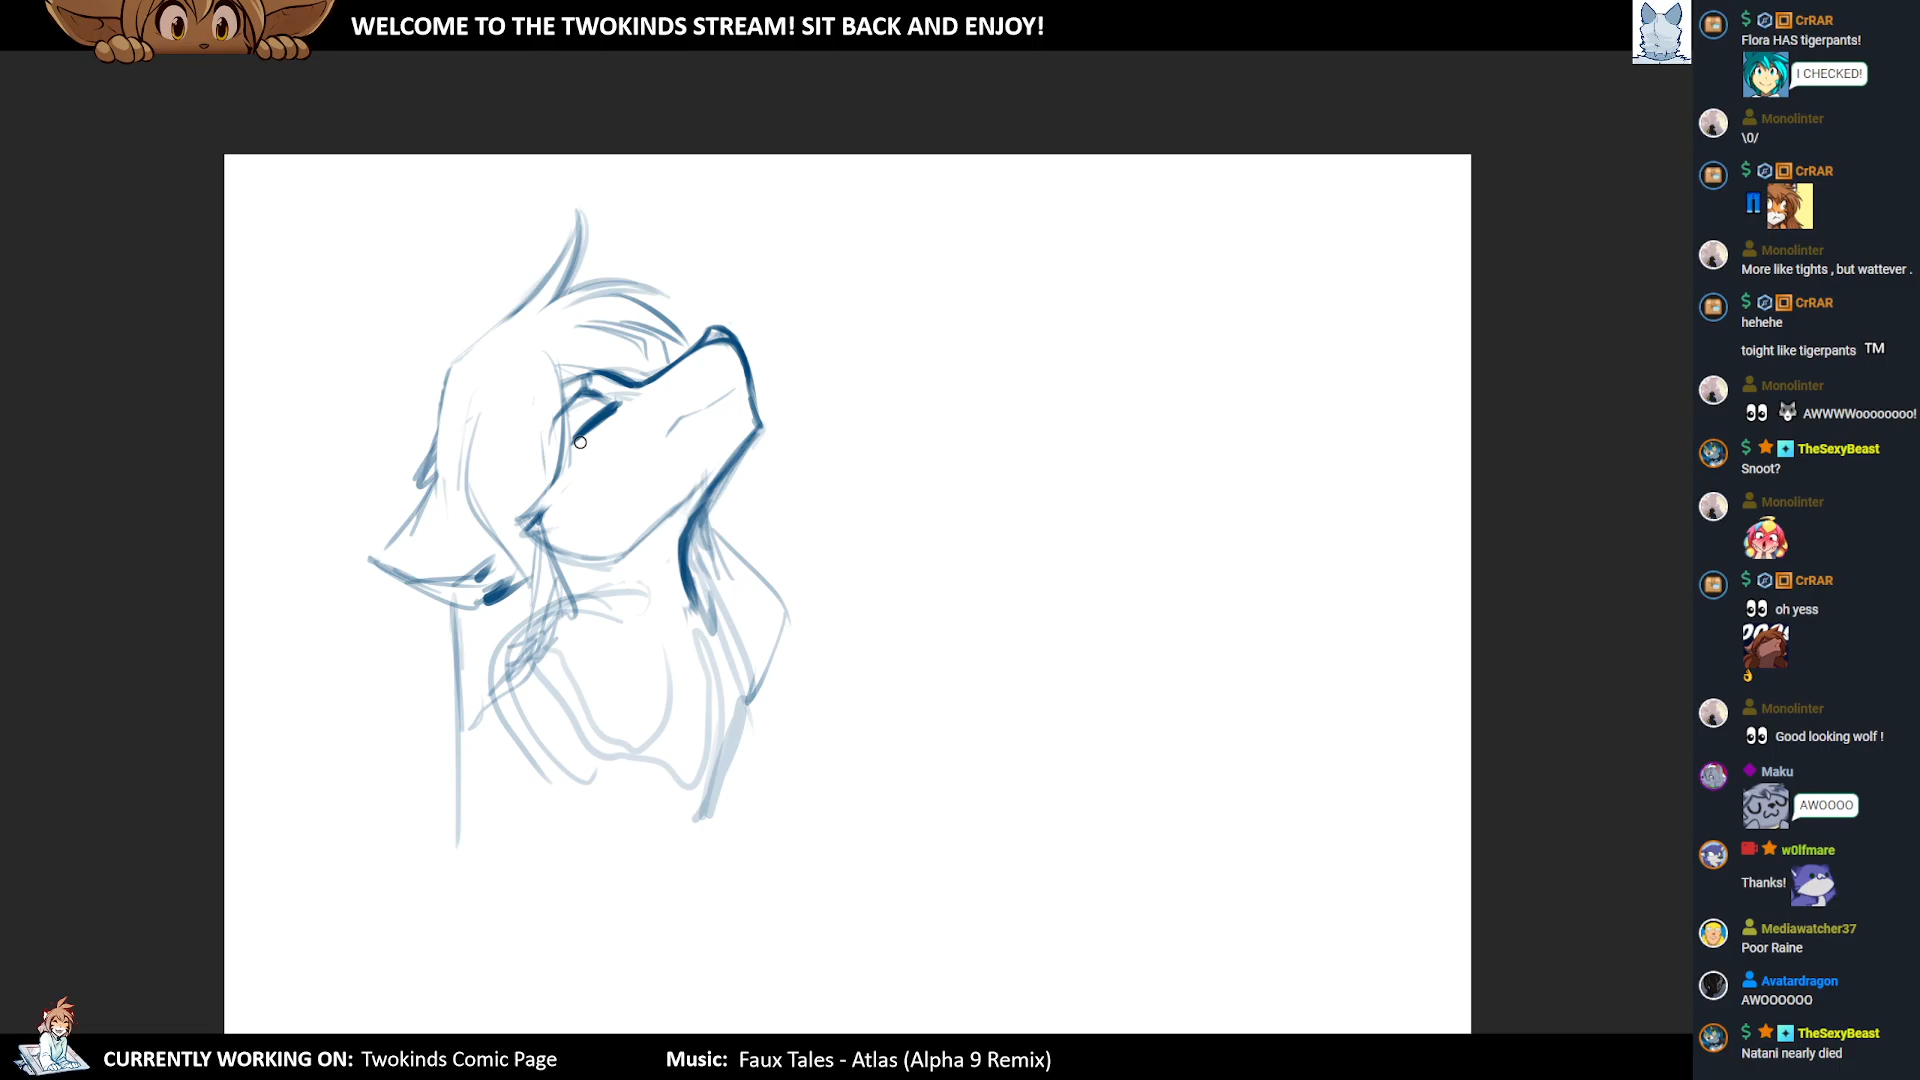 WELCOME TO THE TWOKINDS STREAM! SIT BACK AND ENJOY!
CrRAR
Flora HAS tigerpants!
I CHECKED!
Monolinter
\0/
CrRAR
Monolinter
More like tights , but wattever .
CrRAR
hehehe
toight like tigerpants TM
Monolinter
AWWWWoooooooo!
TheSexyBeast
Snoot?
Monolinter
CrRAR
oh yess
Monolinter
Good looking wolf !
Maku
AWOOOO
w0lfmare
Thanks!
Mediawatcher37
Poor Raine
Avatardragon
AWOOOOOO
TheSexyBeast
Natani nearly died
CURRENTLY WORKING ON: Twokinds Comic Page
Music: Faux Tales - Atlas (Alpha 9 Remix)